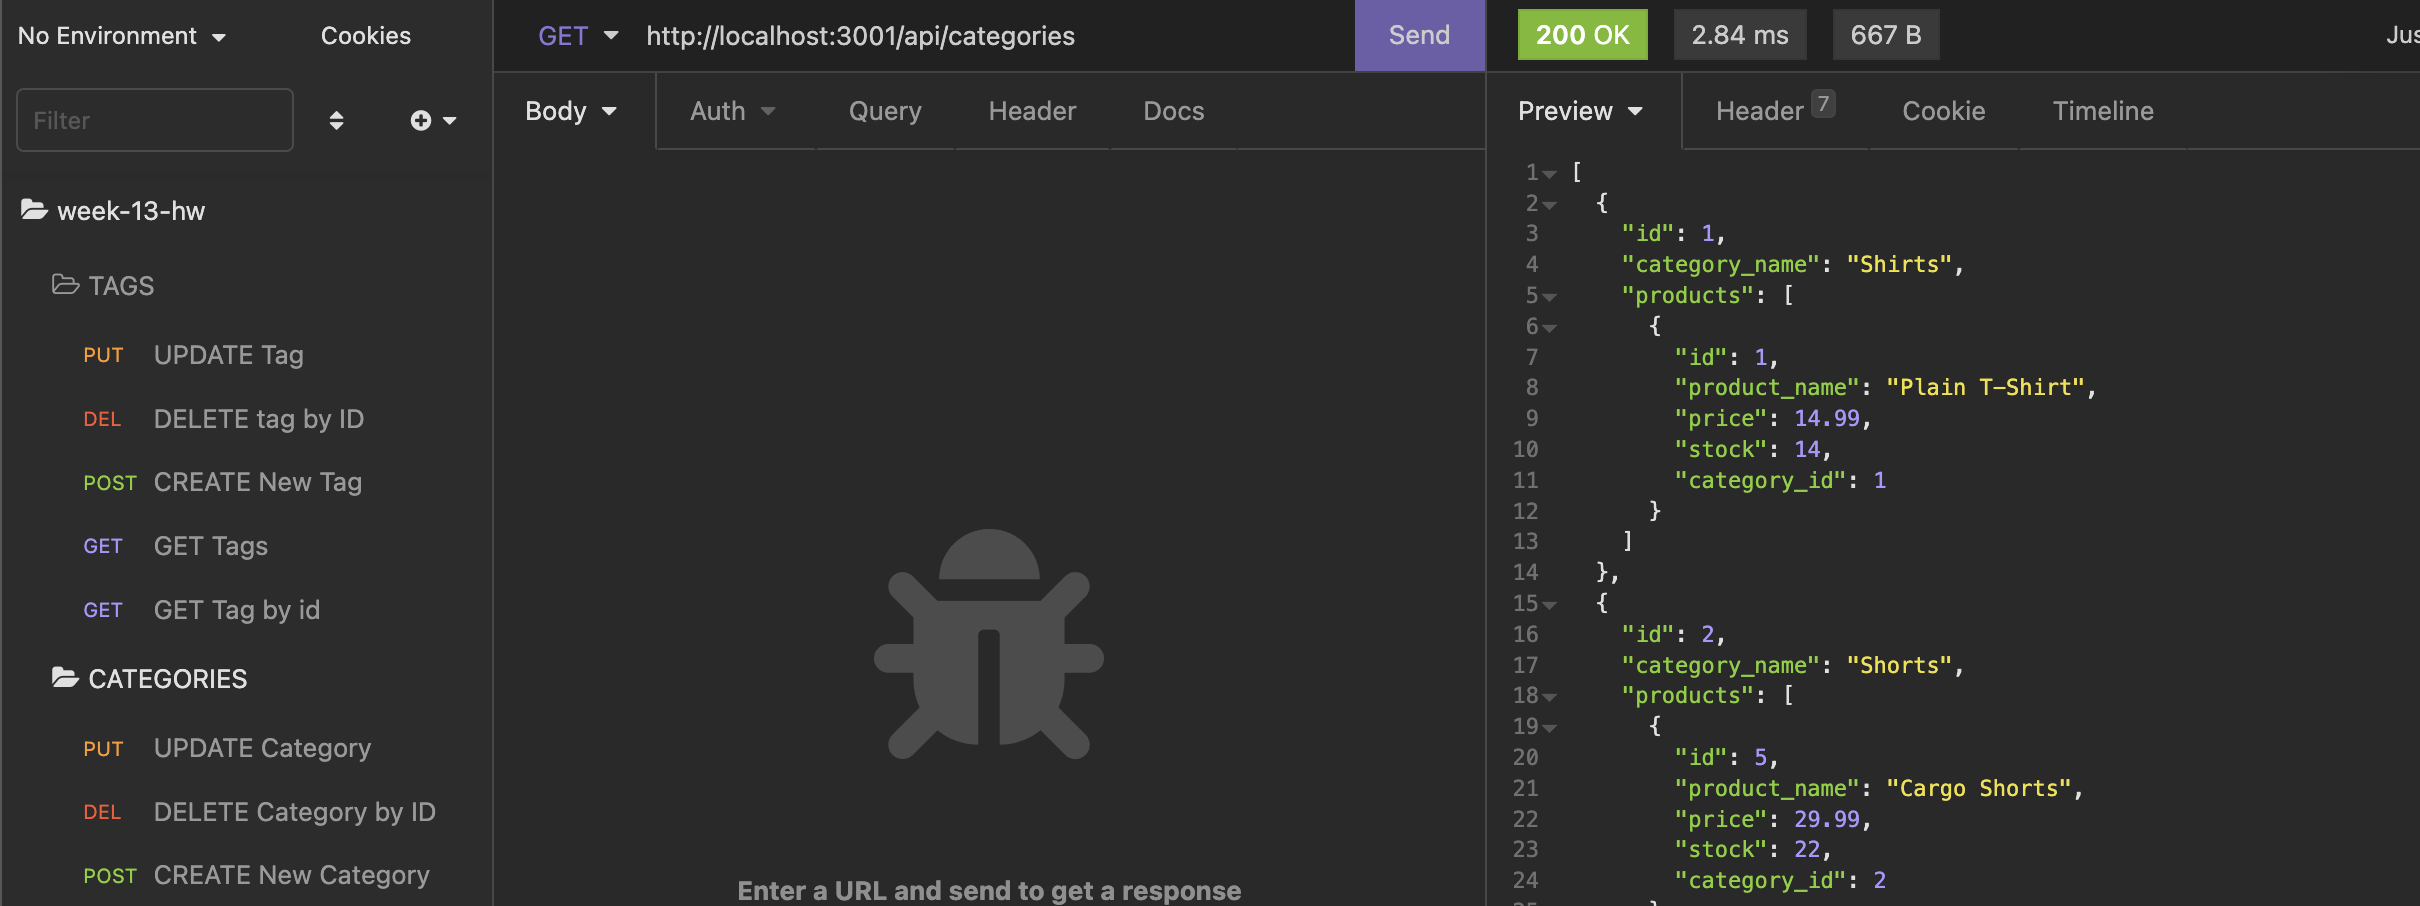 No Environment
Cookies
Filter
week-13-hw
TAGS
PUT UPDATE Tag
DEL DELETE tag by ID
POST CREATE New Tag
GET GET Tags
GET GET Tag by id
CATEGORIES
PUT UPDATE Category
DEL DELETE Category by ID
POST CREATE New Category
GET http://localhost:3001/api/categories
Send
Body Auth Query Header Docs
Enter a URL and send to get a response
200 OK 2.84 ms 667 B
Jus
Preview Header 7 Cookie Timeline
1 [
2 {
3 "id": 1,
4 "category_name": "Shirts",
5 "products": [
6 {
7 "id": 1,
8 "product_name": "Plain T-Shirt",
9 "price": 14.99,
10 "stock": 14,
11 "category_id": 1
12 }
13 ]
14 },
15 {
16 "id": 2,
17 "category_name": "Shorts",
18 "products": [
19 {
20 "id": 5,
21 "product_name": "Cargo Shorts",
22 "price": 29.99,
23 "stock": 22,
24 "category_id": 2